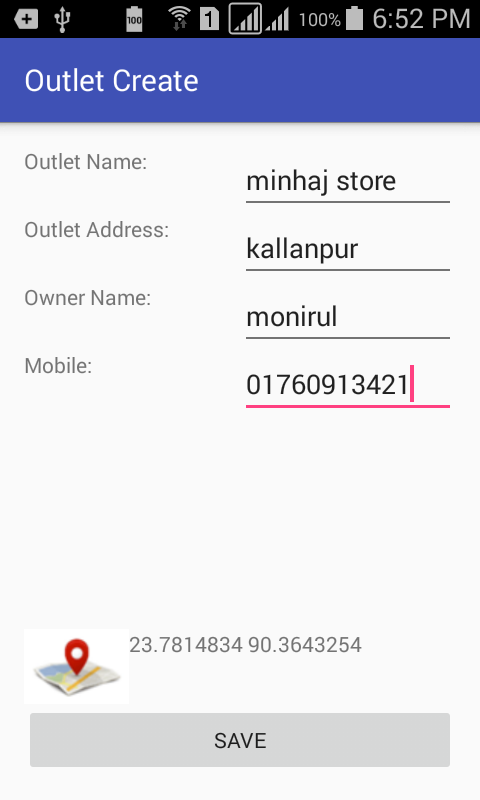 100 1 100% 6:52 PM
Outlet Create
Outlet Name: minhaj store
Outlet Address: kallanpur
Owner Name: monirul
Mobile: 01760913421
23.7814834 90.3643254
SAVE